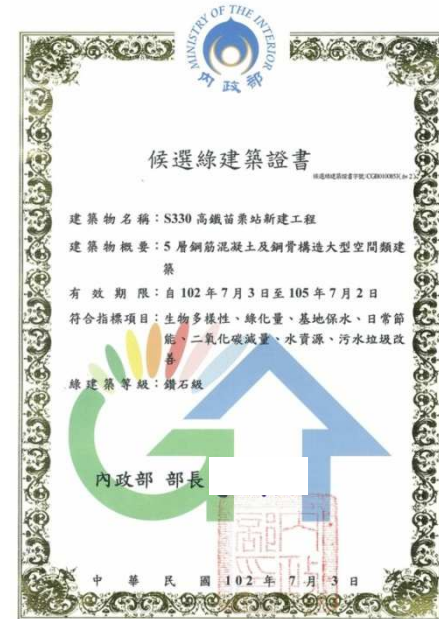 MINISTRY OF THE INTERIOR
內政部
候選綠建築證書
建築物名稱：S330 高鐵苗栗站新建工程
建築物概要：5 層鋼筋混凝土及鋼骨構造大型空間類建
築
有效期限：自 102 年 7 月 3 日至 105 年 7 月 2 日
符合指標項目：生物多樣性、綠化量、基地保水、日常節
能、二氧化碳減量、水資源、污水垃圾改
善
綠建築等級：鑽石級
內政部 部長
中華民國 102 年 7 月 3 日